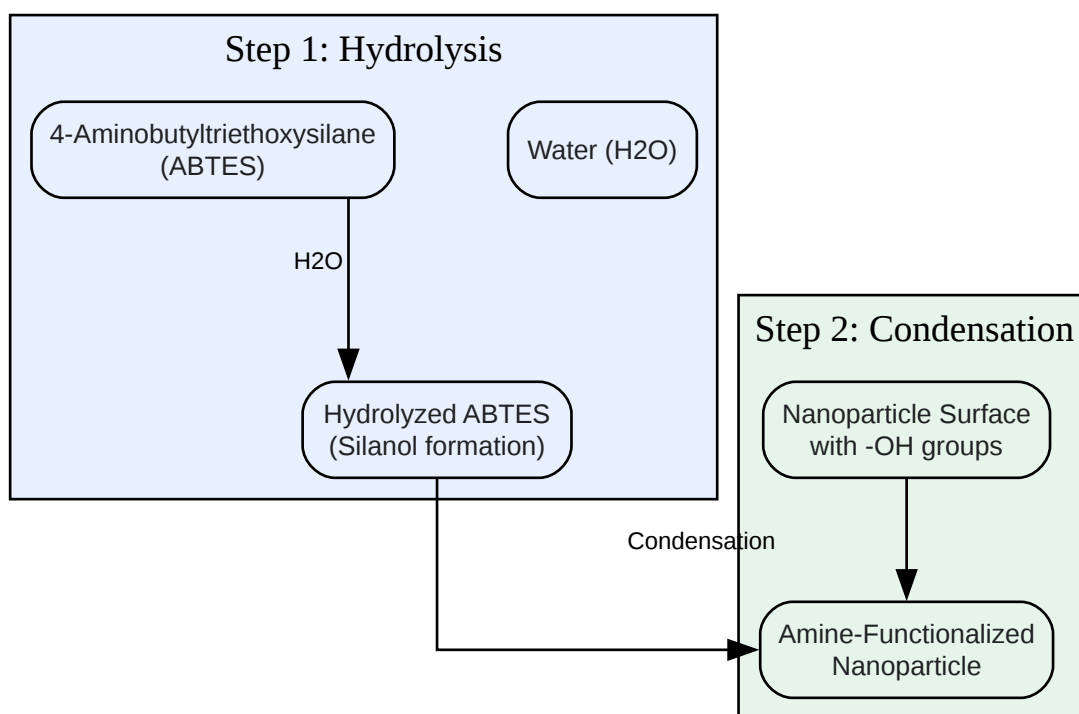 Step 1: Hydrolysis
4-Aminobutyltriethoxysilane
(ABTES)
Water (H2O)
H2O
Hydrolyzed ABTES
(Silanol formation)
Step 2: Condensation
Nanoparticle Surface
with -OH groups
Condensation
Amine-Functionalized
Nanoparticle